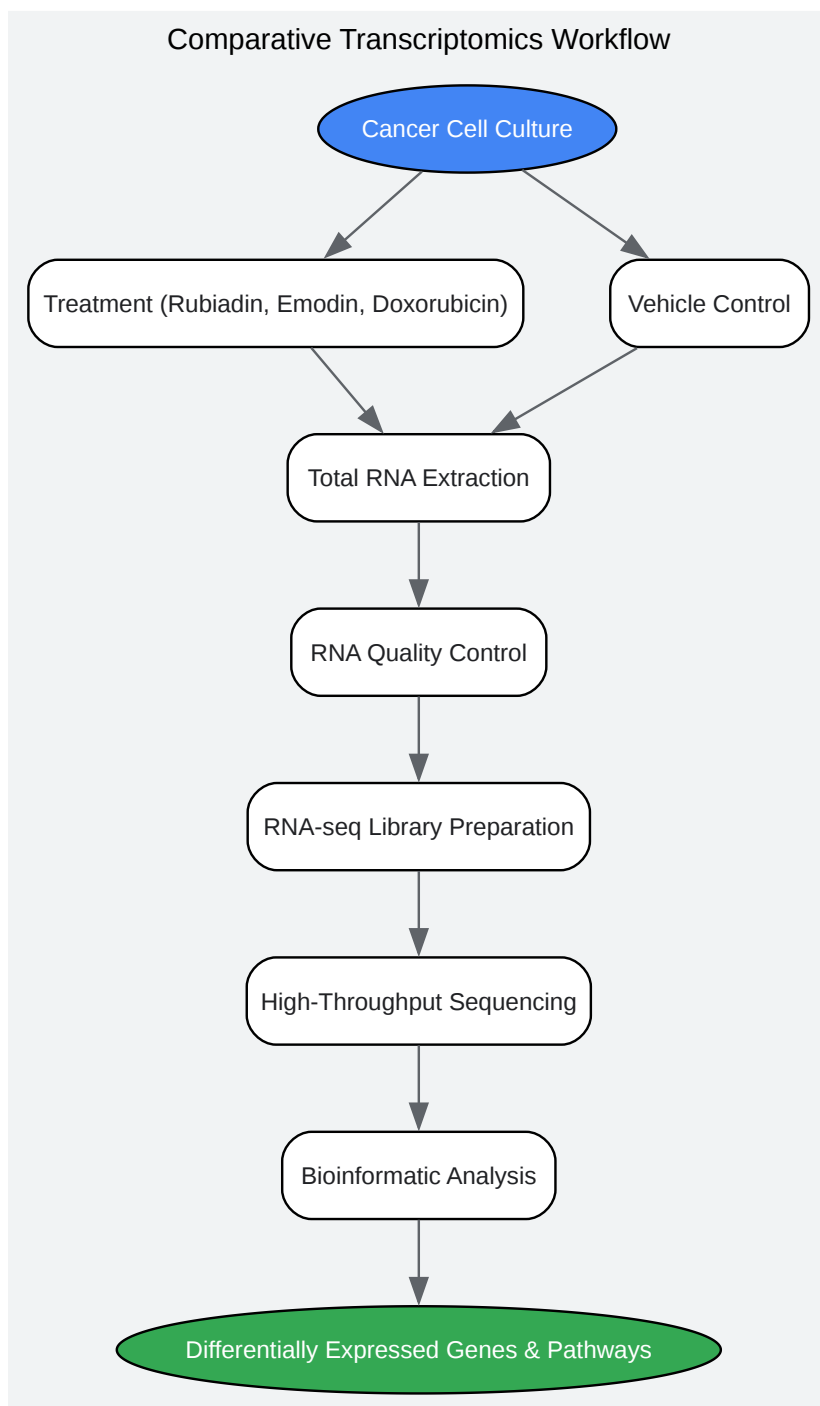 Comparative Transcriptomics Workflow
Cancer Cell Culture
Treatment (Rubiadin, Emodin, Doxorubicin)
Vehicle Control
Total RNA Extraction
RNA Quality Control
RNA-seq Library Preparation
High-Throughput Sequencing
Bioinformatic Analysis
Differentially Expressed Genes & Pathways